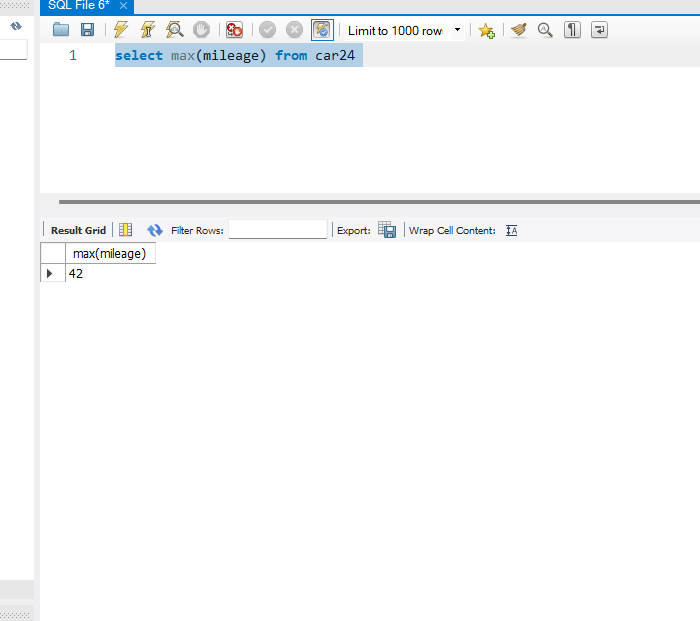 SQL File 6*
Limit to 1000 row
1 select max(mileage) from car24
Result Grid Filter Rows: Export: Wrap Cell Content:
max(mileage)
42